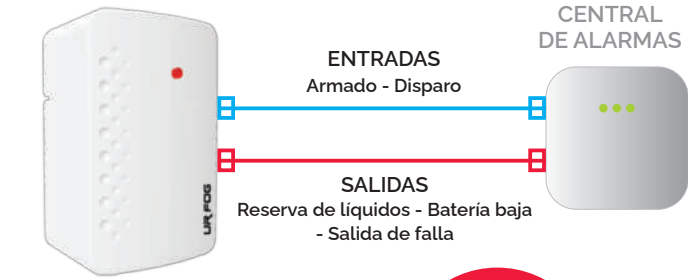 CENTRAL
DE ALARMAS
ENTRADAS
Armado - Disparo
SALIDAS
Reserva de líquidos - Batería baja
- Salida de falla
UR FOG